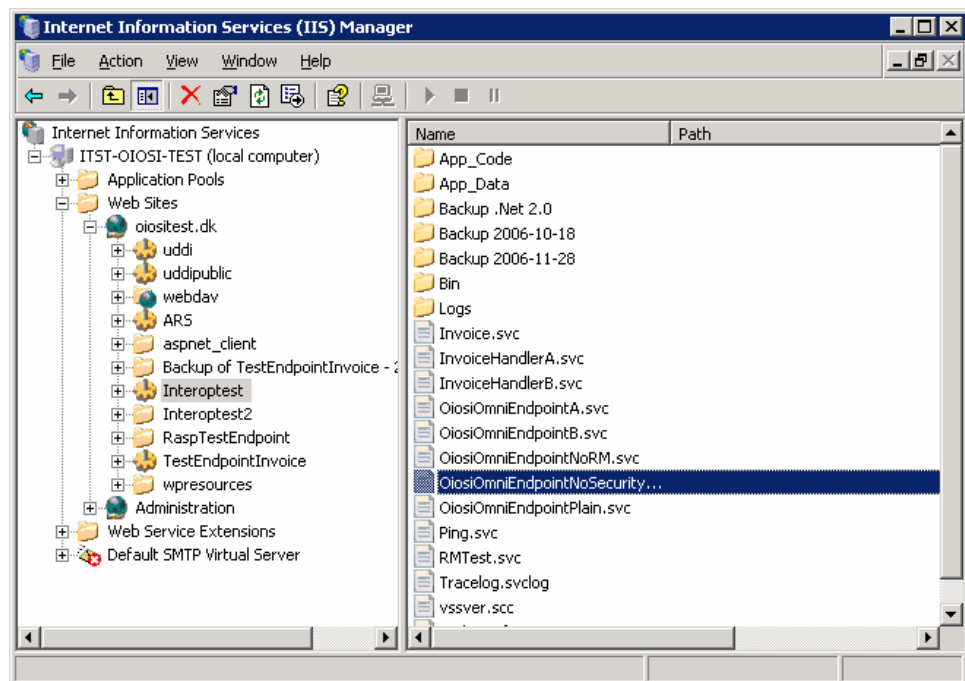 Internet Information Services (IIS) Manager
File Action View Window Help
Internet Information Services
ITST-OIOSI-TEST (local computer)
Application Pools
Web Sites
oiositest.dk
uddi
uddipublic
webdav
ARS
aspnet_client
Backup of TestEndpointInvoice - 2
Interoptest
Interoptest2
RaspTestEndpoint
TestEndpointInvoice
wpresources
Administration
Web Service Extensions
Default SMTP Virtual Server
Name Path
App_Code
App_Data
Backup .Net 2.0
Backup 2006-10-18
Backup 2006-11-28
Bin
Logs
Invoice.svc
InvoiceHandlerA.svc
InvoiceHandlerB.svc
OiosiOmniEndpointA.svc
OiosiOmniEndpointB.svc
OiosiOmniEndpointNoRM.svc
OiosiOmniEndpointNoSecurity...
OiosiOmniEndpointPlain.svc
Ping.svc
RMTest.svc
Tracelog.svclog
vssver.scc